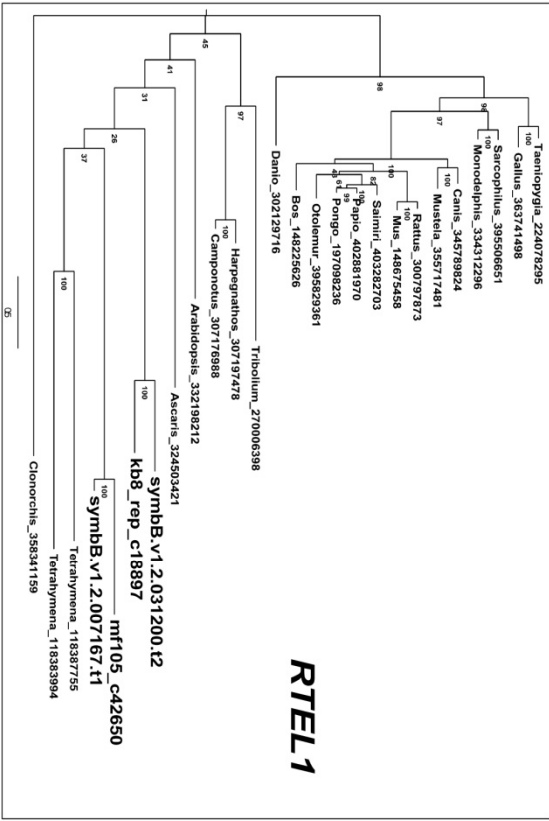 RTEL1
Taeniopygia_224078295
Gallus_363741498
Sarcophilus_395506651
Monodelphis_334312296
Canis_345789824
Mustela_355717481
Rattus_300797873
Mus_148675458
Saimiri_403282703
Papio_402881970
Pongo_197098236
Otolemur_395829361
Bos_148225626
Danio_302129716
Tribolium_270006398
Harpegnathos_307197478
Camponotus_307176988
Arabidopsis_332198212
Ascaris_324503421
symbB.v1.2.031200.t2
kb8_rep_c18897
mf105_c42650
symbB.v1.2.007167.t1
Tetrahymena_118387755
Tetrahymena_118383994
Clonorchis_358341159
98
98
100
97
100
100
100
82
100
99
61
45
97
100
41
31
26
100
37
100
100